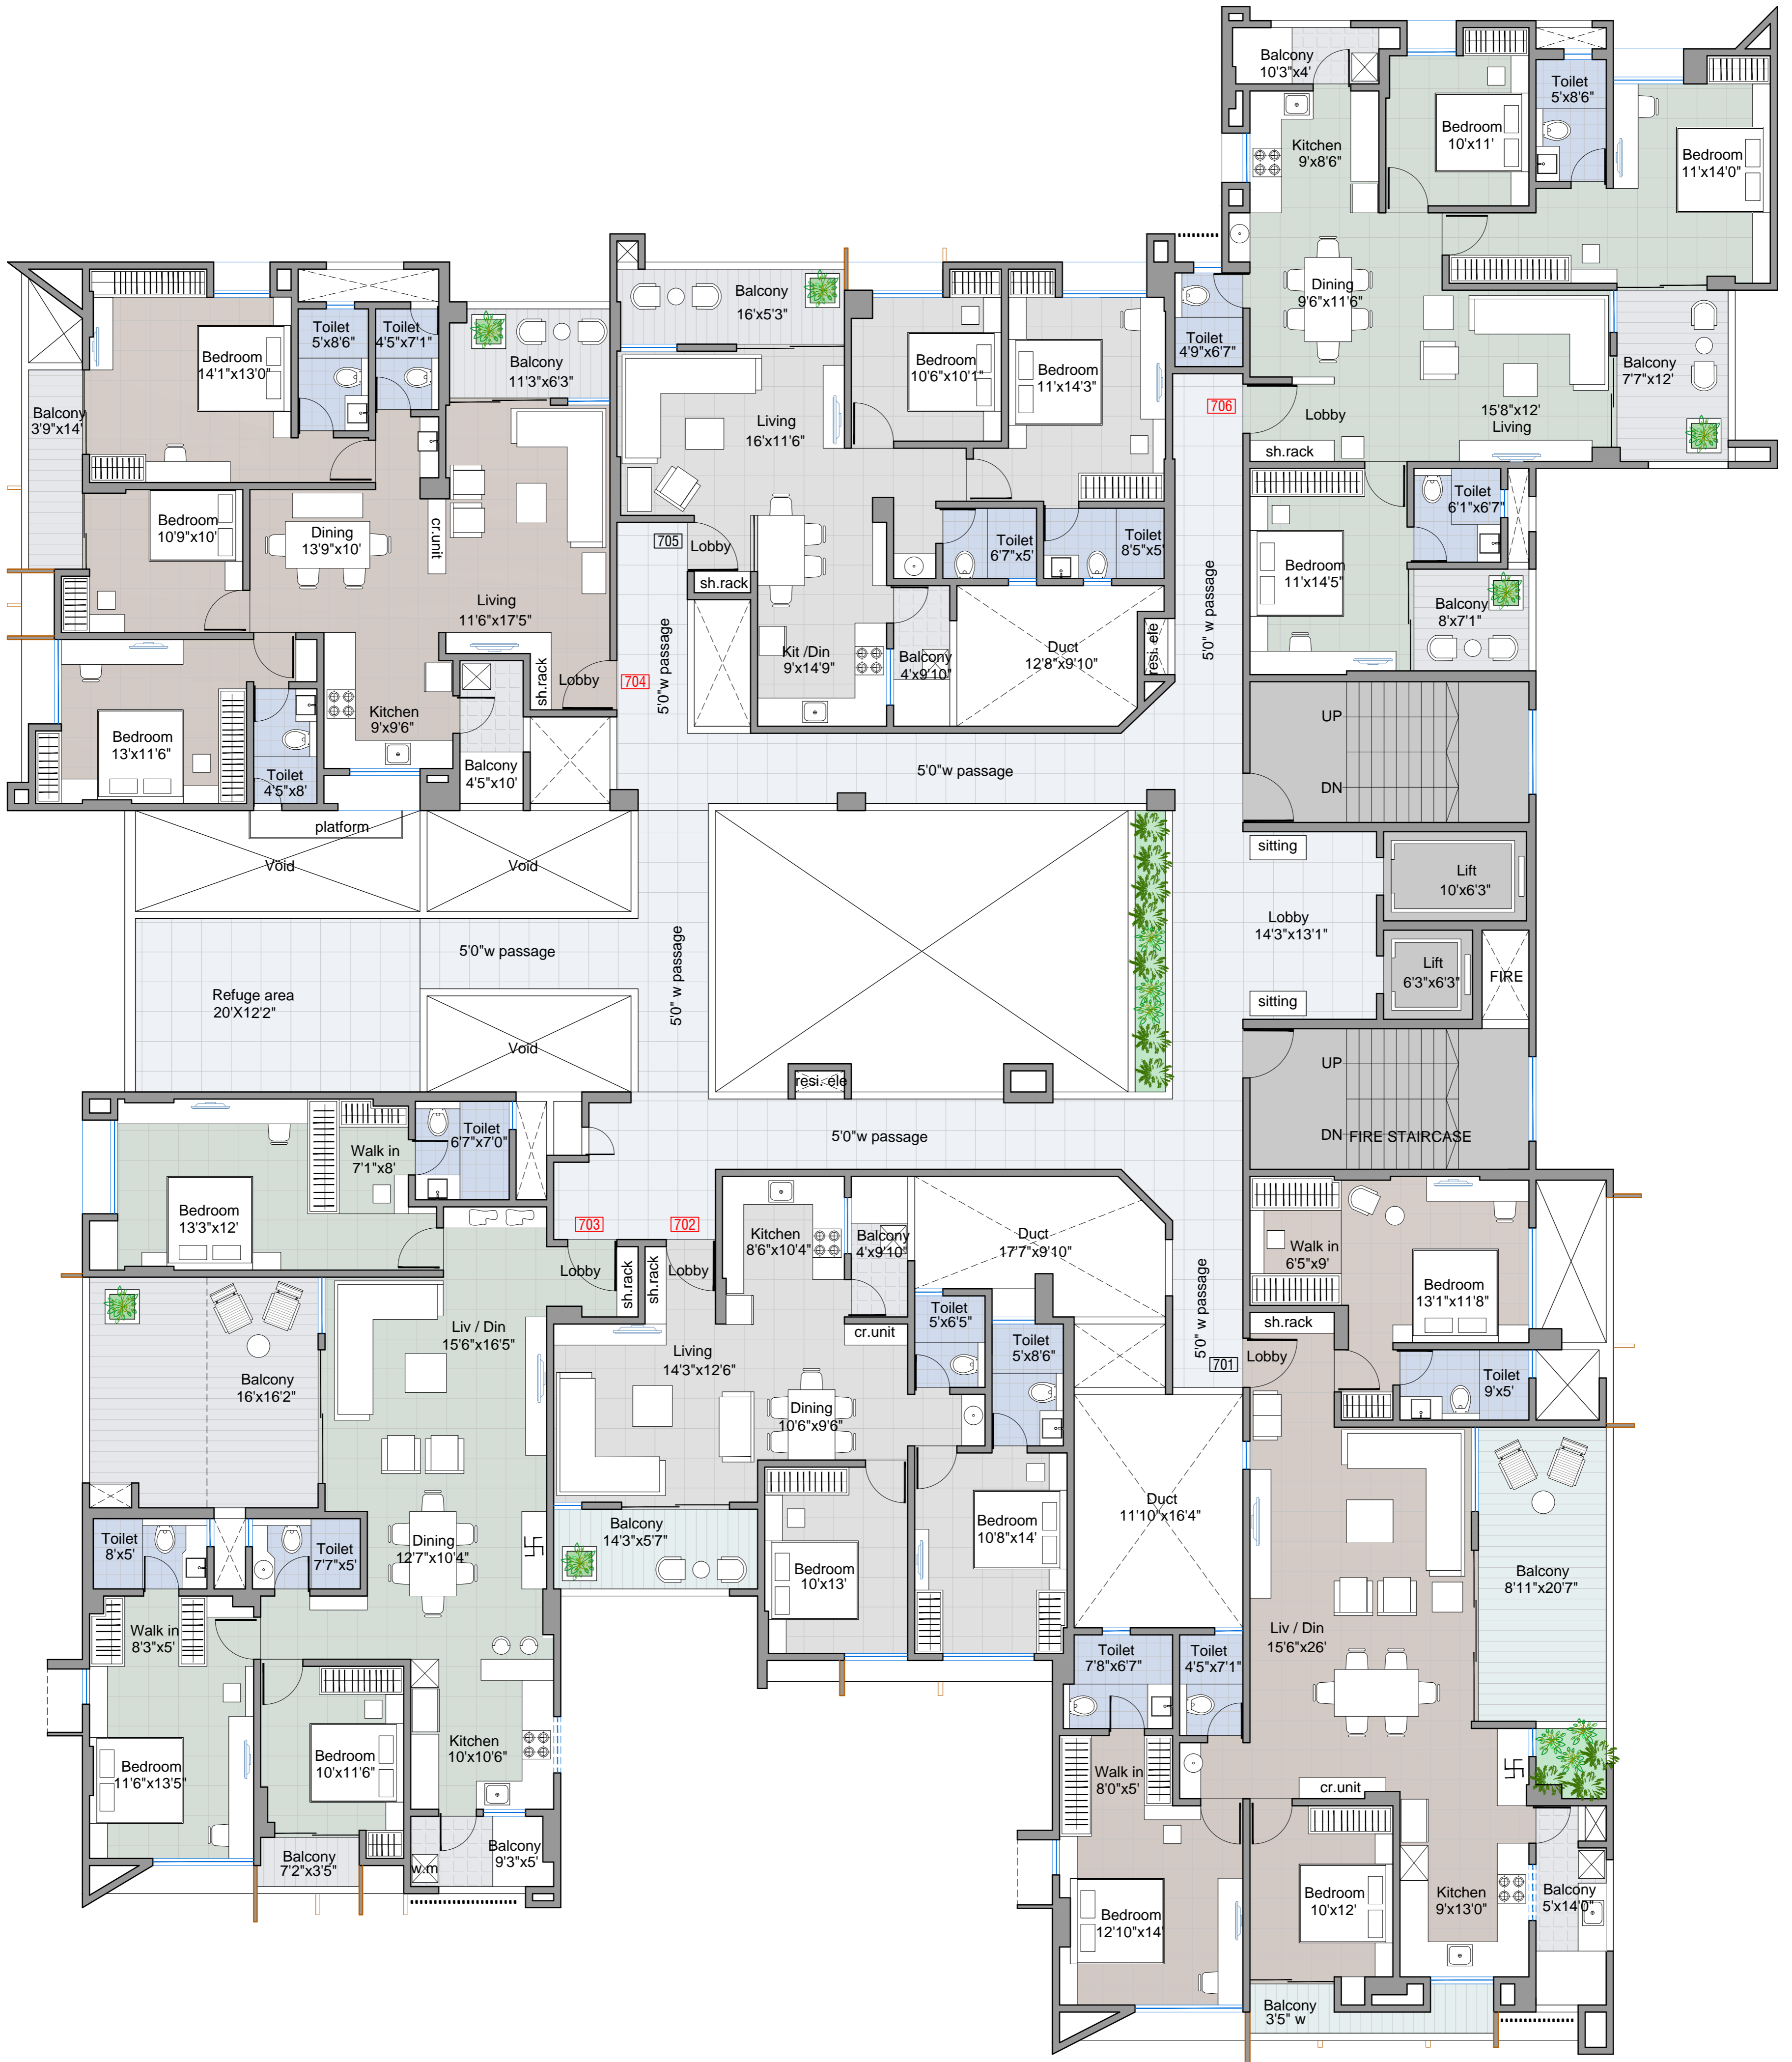 Balcony
10'3"x4'
Kitchen
9'x8'6"
Bedroom
10'x11'
Toilet
5'x8'6"
Bedroom
11'x14'0"
Dining
9'6"x11'6"
Toilet
4'9"x6'7"
706
Lobby
sh.rack
15'8"x12'
Living
Balcony
7'7"x12'
Bedroom
11'x14'5"
Toilet
6'1"x6'7"
Balcony
8'x7'1"
Bedroom
14'1"x13'0"
Toilet
5'x8'6"
Toilet
4'5"x7'1"
Balcony
11'3"x6'3"
Balcony
3'9"x14'
Bedroom
10'9"x10'
Dining
13'9"x10'
cr.unit
Living
11'6"x17'5"
sh.rack
Lobby
704
Bedroom
13'x11'6"
Toilet
4'5"x8'
Kitchen
9'x9'6"
Balcony
4'5"x10'
platform
Balcony
16'x5'3"
Living
16'x11'6"
Bedroom
10'6"x10'1"
Bedroom
11'x14'3"
705
Lobby
sh.rack
Toilet
6'7"x5'
Toilet
8'5"x5'
Kit /Din
9'x14'9"
Balcony
4'x9'10"
Duct
12'8"x9'10"
resi. ele
5'0"w passage
5'0" w passage
5'0"w passage
UP
DN
sitting
Lift
10'x6'3"
Lobby
14'3"x13'1"
Lift
6'3"x6'3"
FIRE
sitting
UP
DN
FIRE STAIRCASE
Void
Void
5'0"w passage
5'0" w passage
Refuge area
20'X12'2"
Void
resi. ele
5'0"w passage
Toilet
6'7"x7'0"
Walk in
7'1"x8'
Bedroom
13'3"x12'
703
702
Lobby
sh.rack
sh.rack
Lobby
Kitchen
8'6"x10'4"
Balcony
4'x9'10"
Duct
17'7"x9'10"
5'0" w passage
701
Lobby
sh.rack
Walk in
6'5"x9'
Bedroom
13'1"x11'8"
Toilet
9'x5'
Liv / Din
15'6"x16'5"
Balcony
16'x16'2"
Living
14'3"x12'6"
cr.unit
Toilet
5'x6'5"
Toilet
5'x8'6"
Dining
10'6"x9'6"
Balcony
14'3"x5'7"
Bedroom
10'x13'
Bedroom
10'8"x14'
Duct
11'10"x16'4"
Toilet
8'x5'
Toilet
7'7"x5'
Dining
12'7"x10'4"
Walk in
8'3"x5'
Bedroom
11'6"x13'5"
Bedroom
10'x11'6"
Kitchen
10'x10'6"
Balcony
7'2"x3'5"
w.m
Balcony
9'3"x5'
Liv / Din
15'6"x26'
Balcony
8'11"x20'7"
Toilet
7'8"x6'7"
Toilet
4'5"x7'1"
Walk in
8'0"x5'
cr.unit
Bedroom
12'10"x14'
Bedroom
10'x12'
Kitchen
9'x13'0"
Balcony
5'x14'0"
Balcony
3'5" w